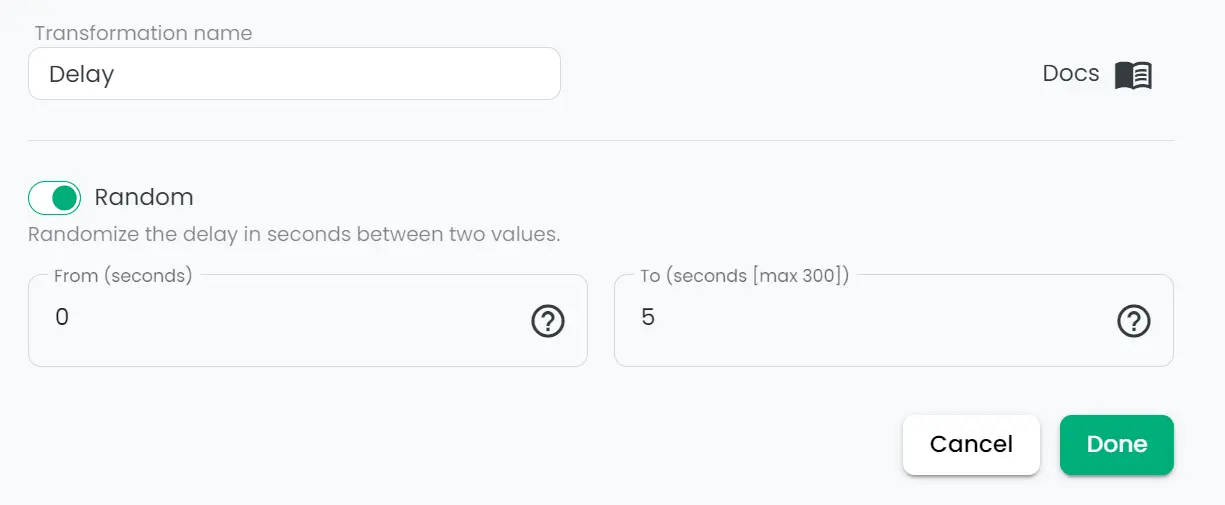 Transformation name
Delay
Docs
Random
Randomize the delay in seconds between two values.
From (seconds)
0
To (seconds [max 300])
5
Cancel
Done